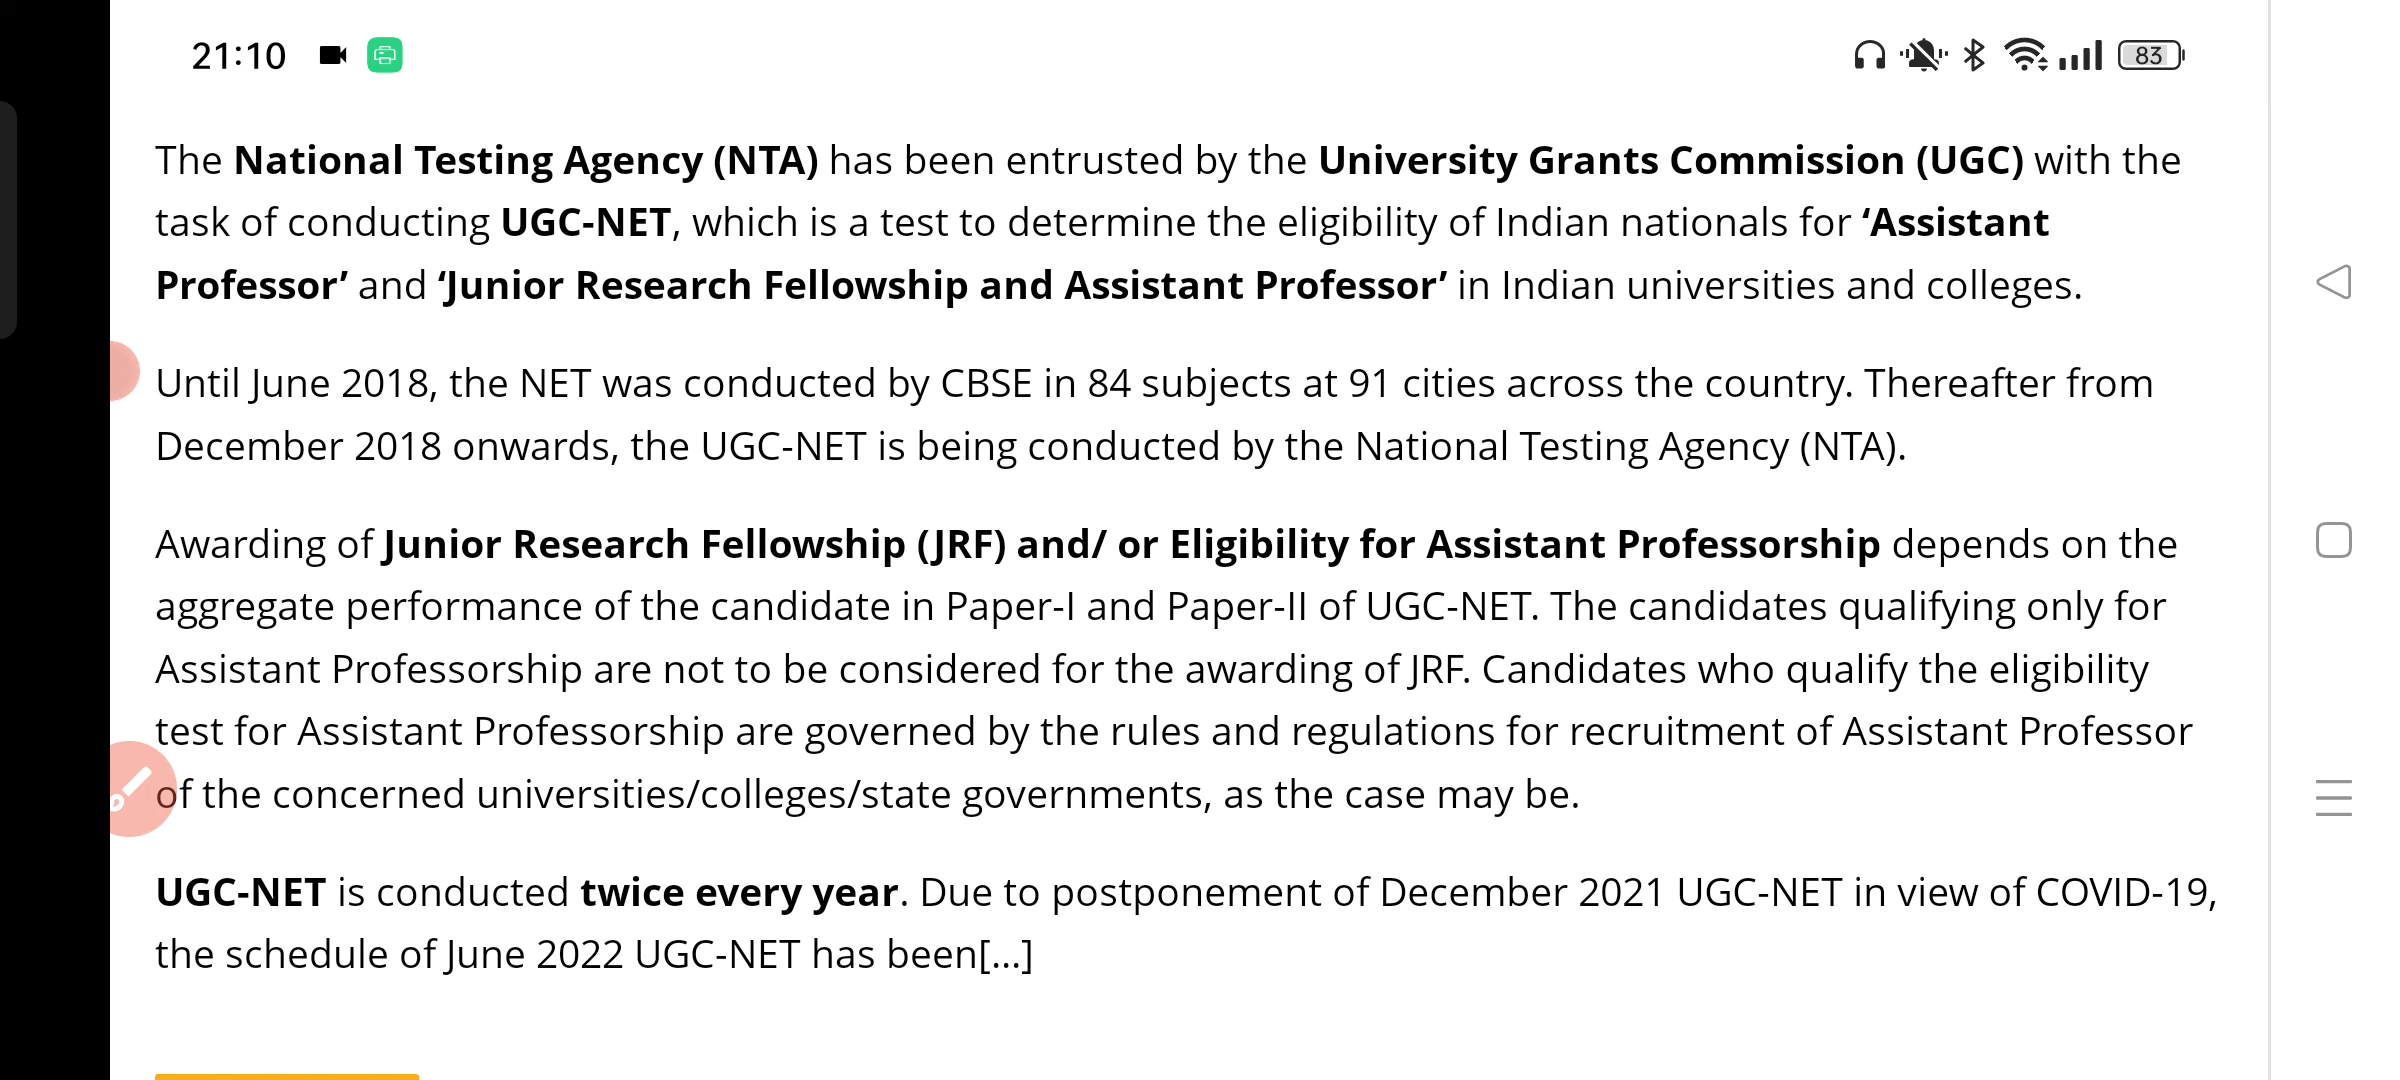 21:10
83
The National Testing Agency (NTA) has been entrusted by the University Grants Commission (UGC) with the
task of conducting UGC-NET, which is a test to determine the eligibility of Indian nationals for ‘Assistant
Professor’ and ‘Junior Research Fellowship and Assistant Professor’ in Indian universities and colleges.
Until June 2018, the NET was conducted by CBSE in 84 subjects at 91 cities across the country. Thereafter from
December 2018 onwards, the UGC-NET is being conducted by the National Testing Agency (NTA).
Awarding of Junior Research Fellowship (JRF) and/ or Eligibility for Assistant Professorship depends on the
aggregate performance of the candidate in Paper-I and Paper-II of UGC-NET. The candidates qualifying only for
Assistant Professorship are not to be considered for the awarding of JRF. Candidates who qualify the eligibility
test for Assistant Professorship are governed by the rules and regulations for recruitment of Assistant Professor
of the concerned universities/colleges/state governments, as the case may be.
UGC-NET is conducted twice every year. Due to postponement of December 2021 UGC-NET in view of COVID-19,
the schedule of June 2022 UGC-NET has been[...]